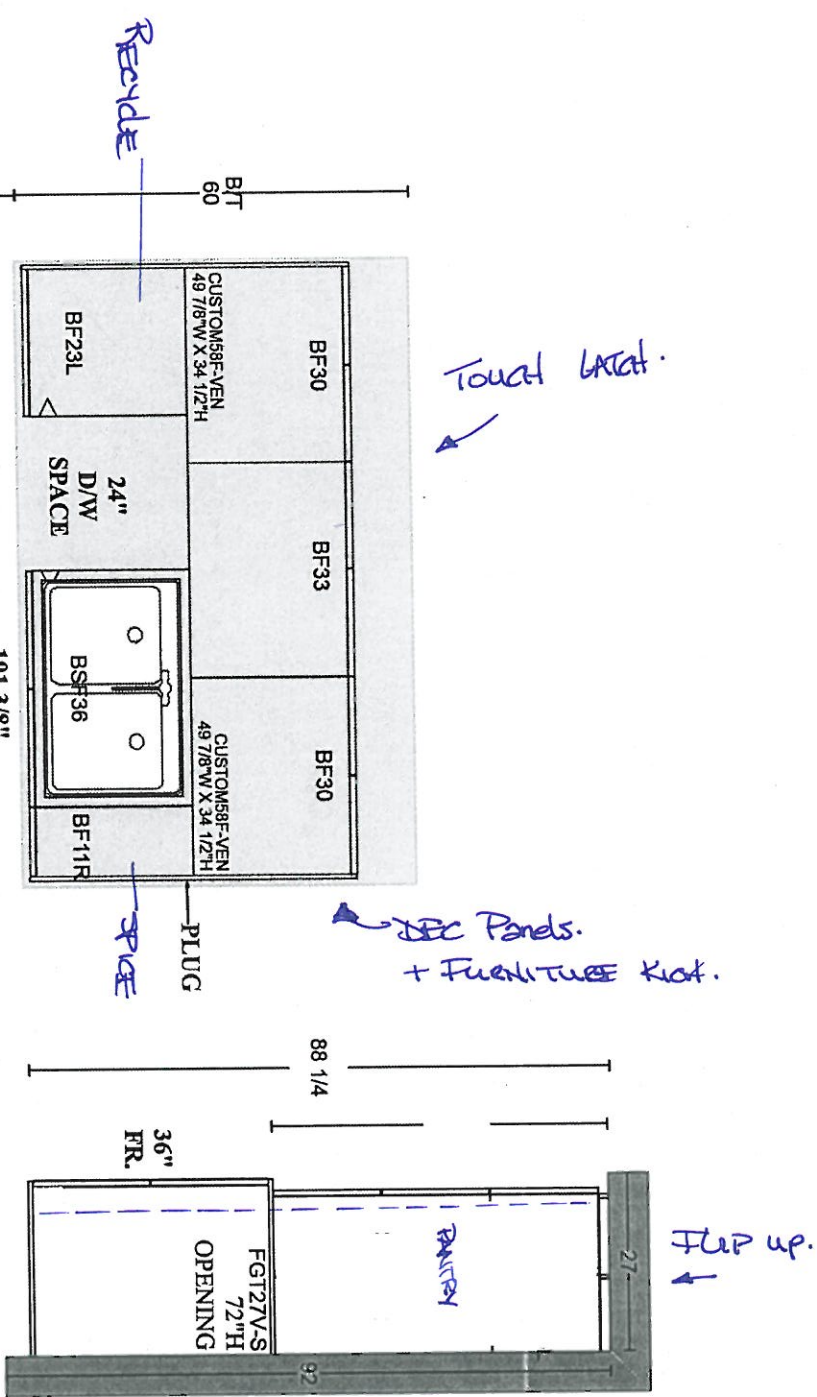 RECYCLE
B/T
60
TOUCH LATCH.
BF30
BF33
BF30
CUSTOM58F-VEN
49 7/8"W X 34 1/2"H
CUSTOM58F-VEN
49 7/8"W X 34 1/2"H
BF23L
24"
D/W
SPACE
BSF36
BF11R
PLUG
SPICE
DEC Panels.
+ FURNITURE KICK.
88 1/4
36"
FR.
FGT27V-S
72"H
OPENING
PANTRY
27
FLIP UP.
92